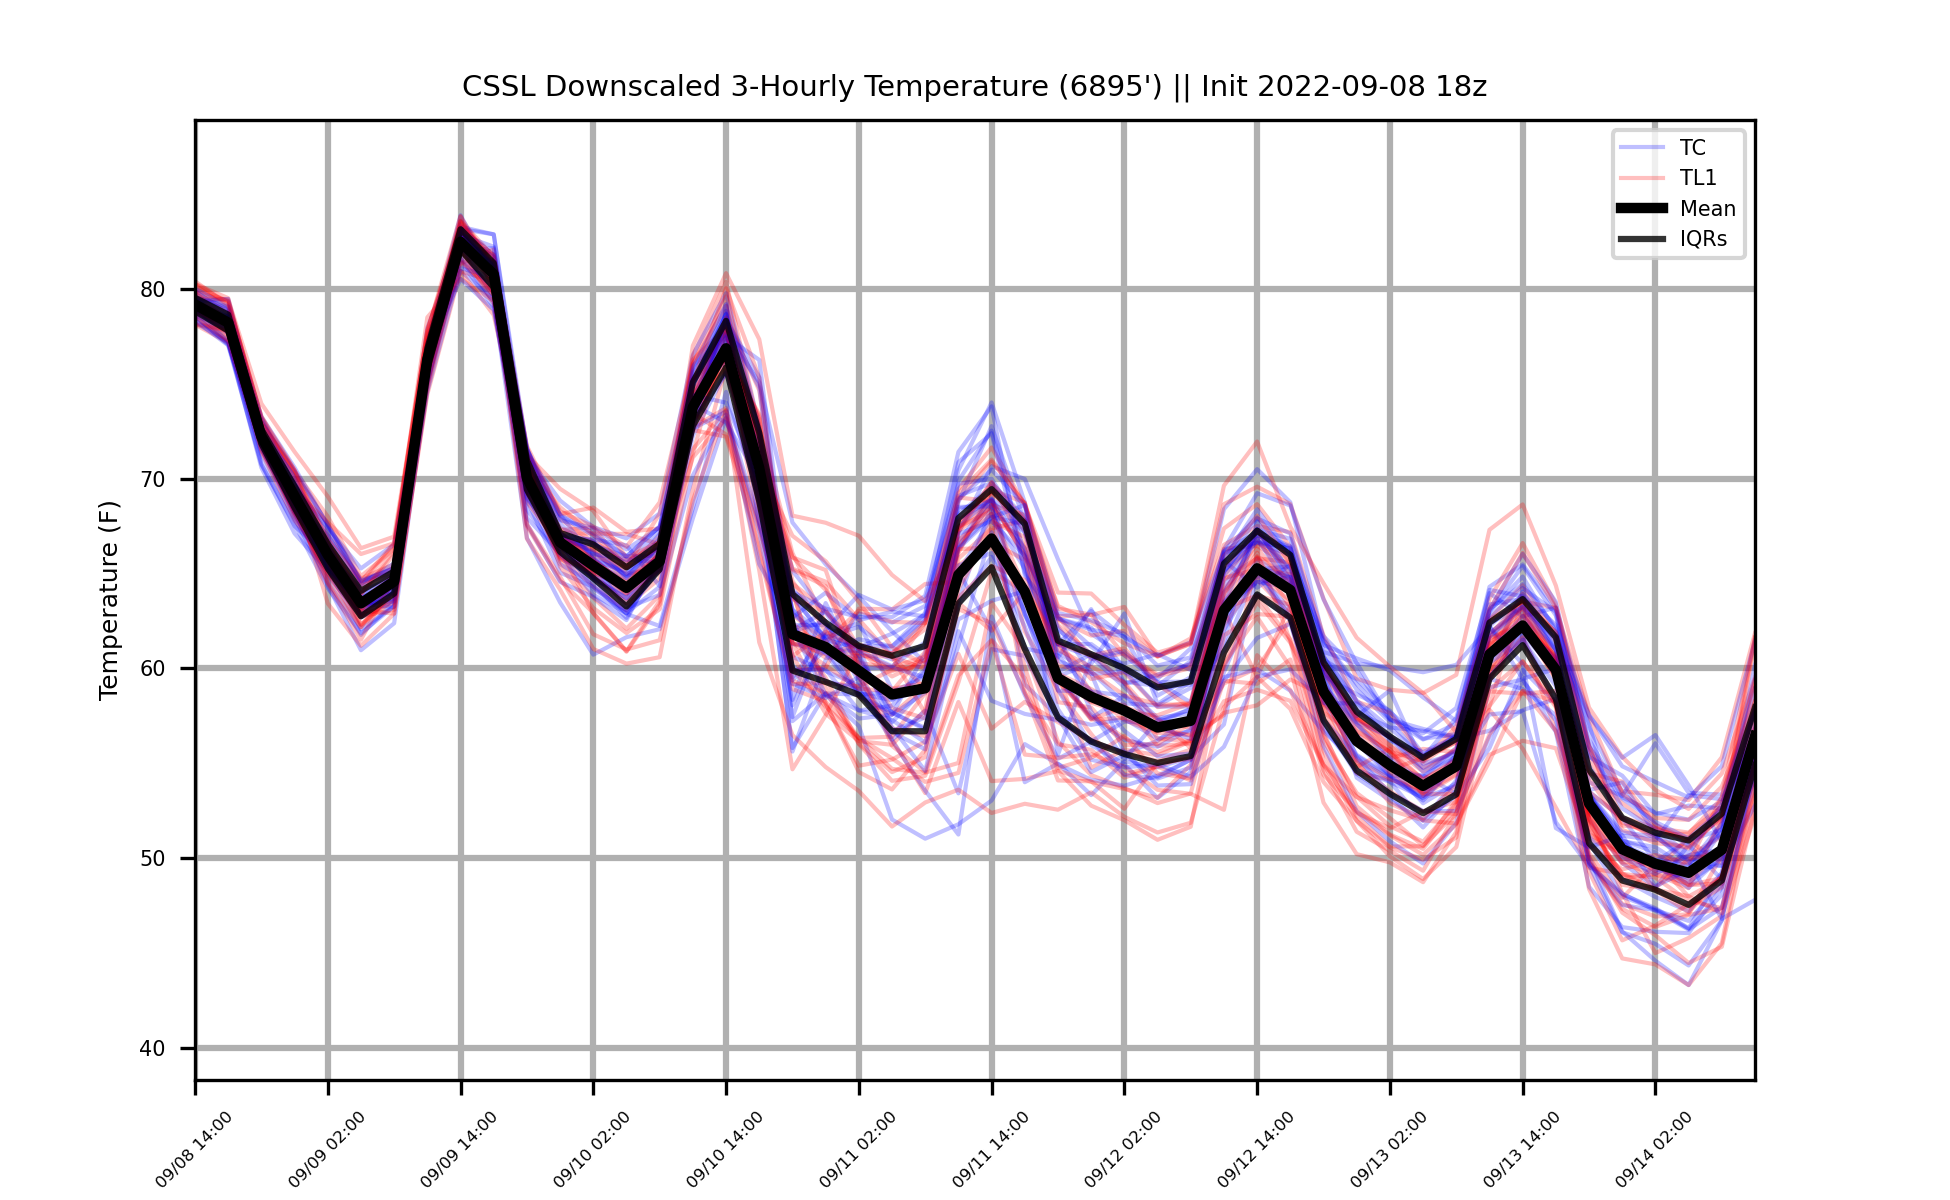 CSSL Downscaled 3-Hourly Temperature (6895') || Init 2022-09-08 18z
TC
TL1
Mean
IQRs
Temperature (F)
80
70
60
50
40
09/08 14:00
09/09 02:00
09/09 14:00
09/10 02:00
09/10 14:00
09/11 02:00
09/11 14:00
09/12 02:00
09/12 14:00
09/13 02:00
09/13 14:00
09/14 02:00